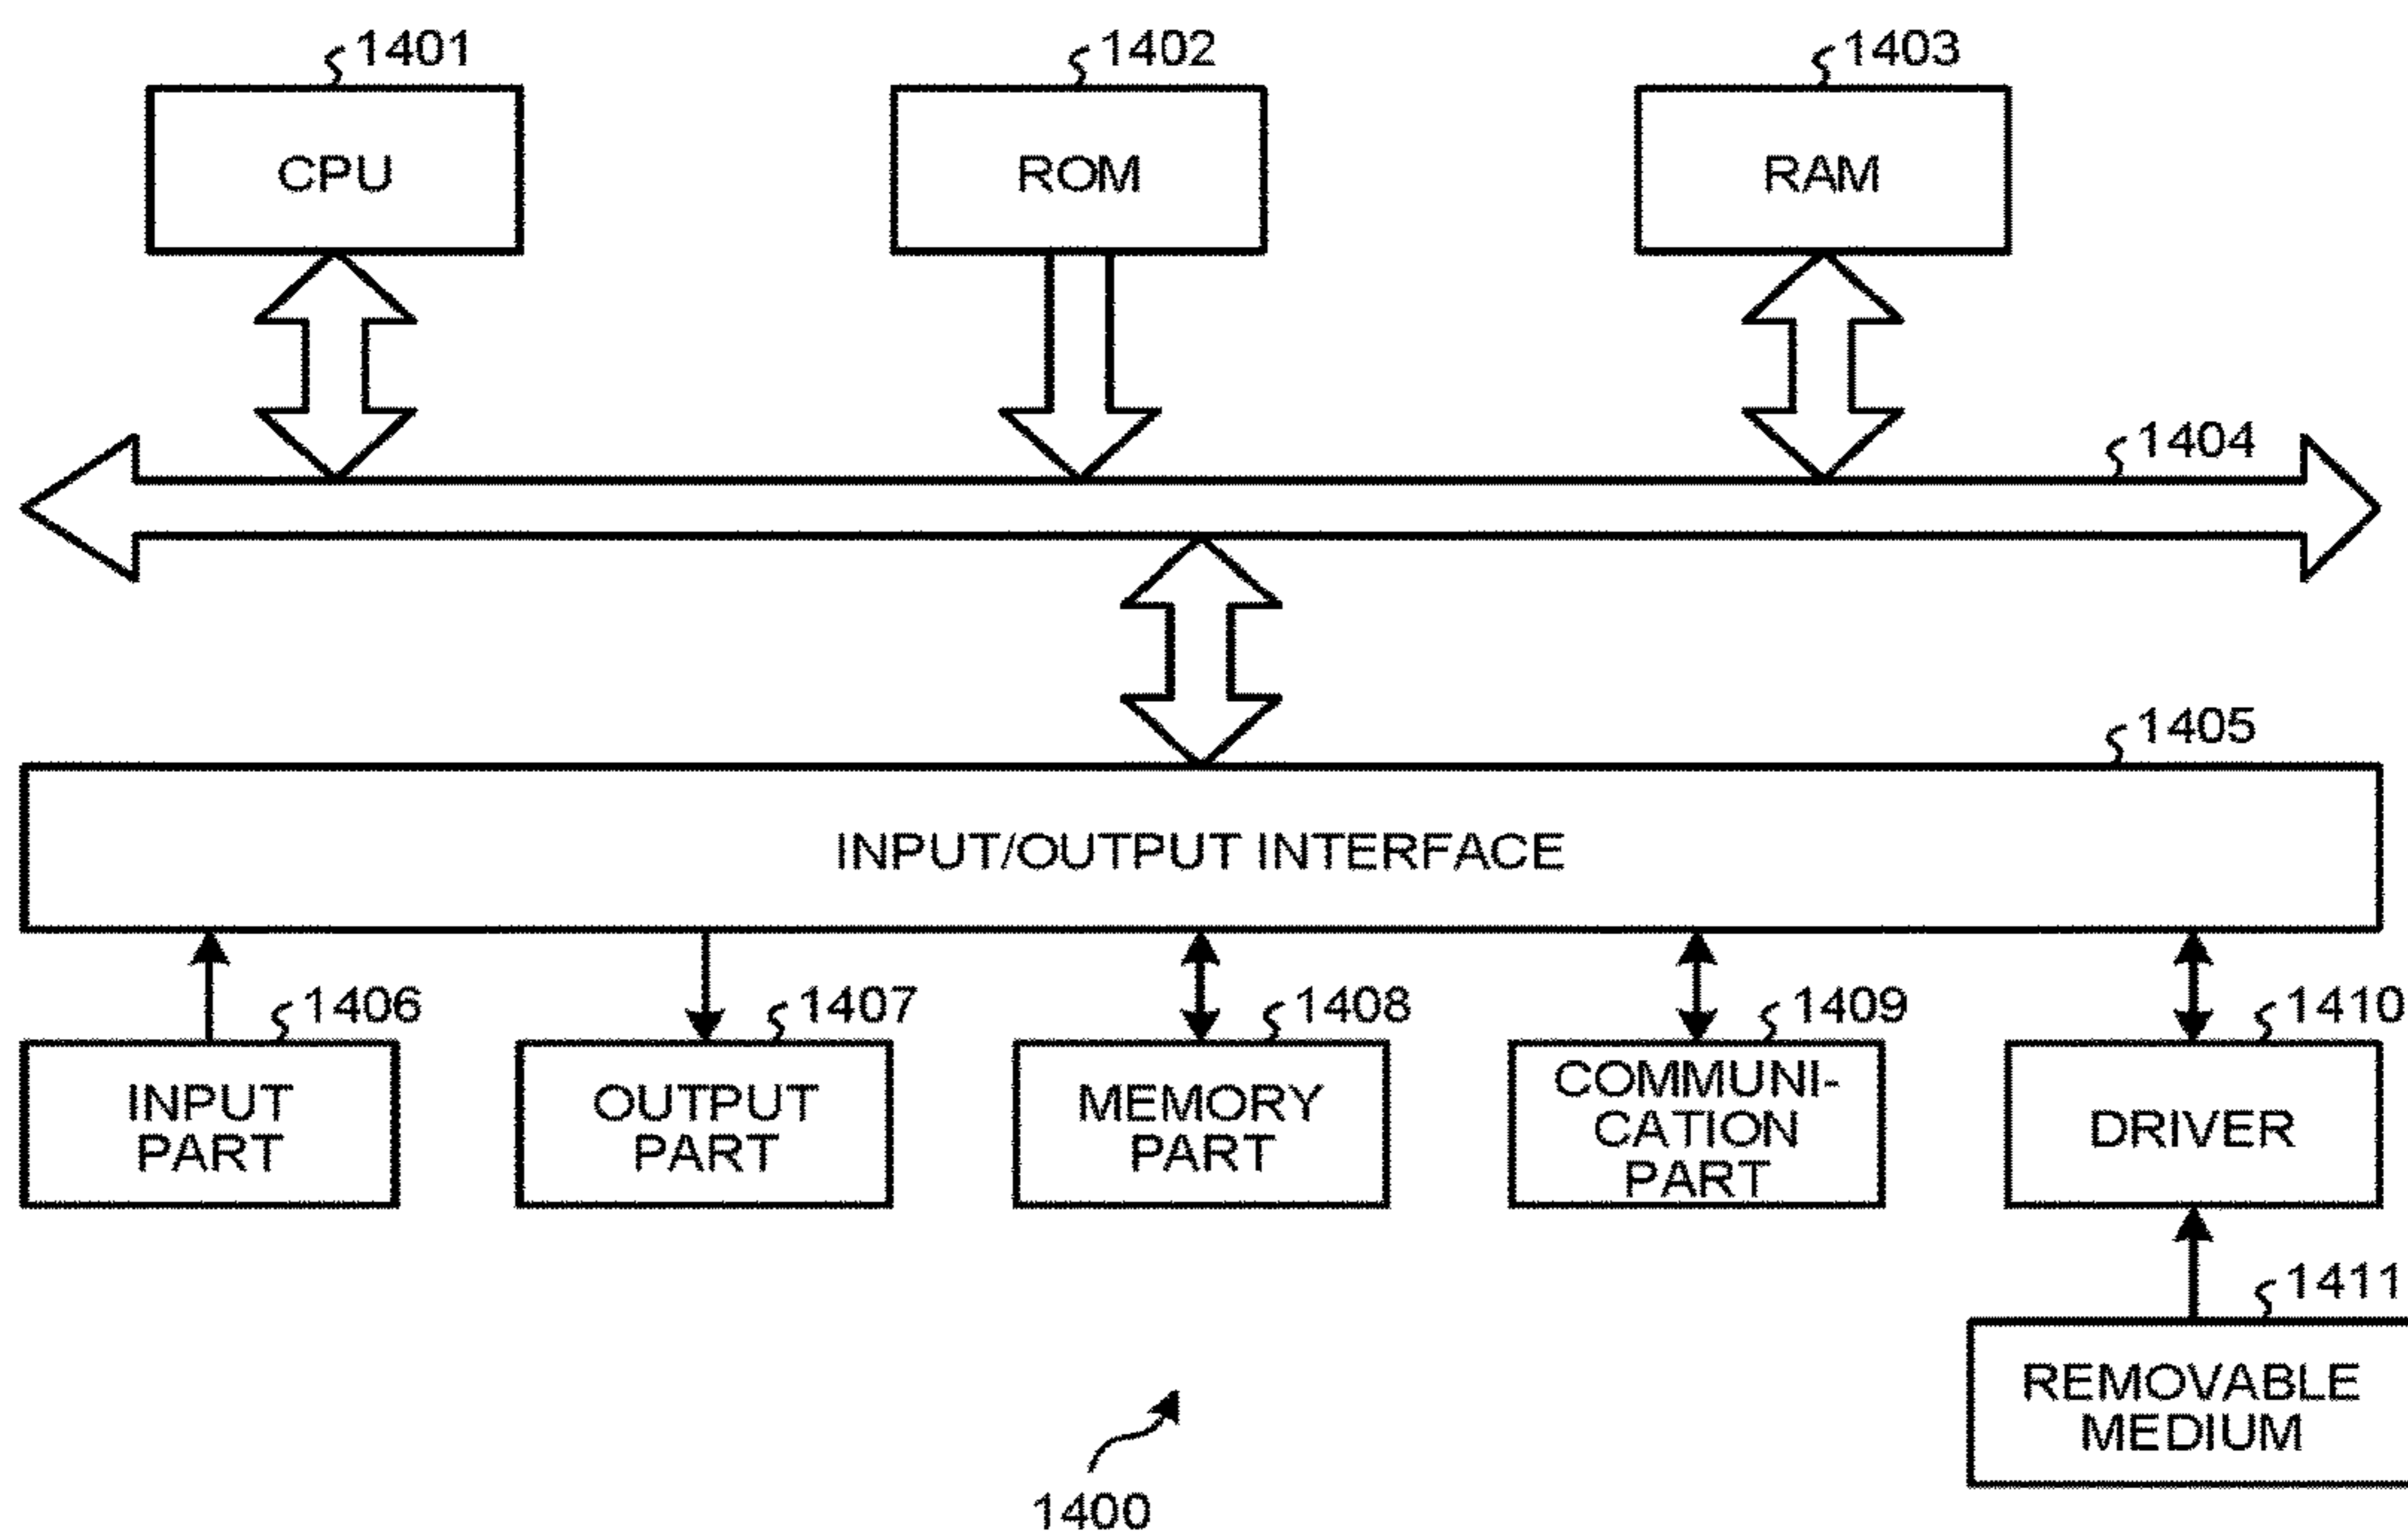 1401
1402
1403
CPU
ROM
RAM
1404
1405
INPUT/OUTPUT INTERFACE
1406
1407
1408
1409
1410
INPUT
PART
OUTPUT
PART
MEMORY
PART
COMMUNI-
CATION
PART
DRIVER
1411
REMOVABLE
MEDIUM
1400